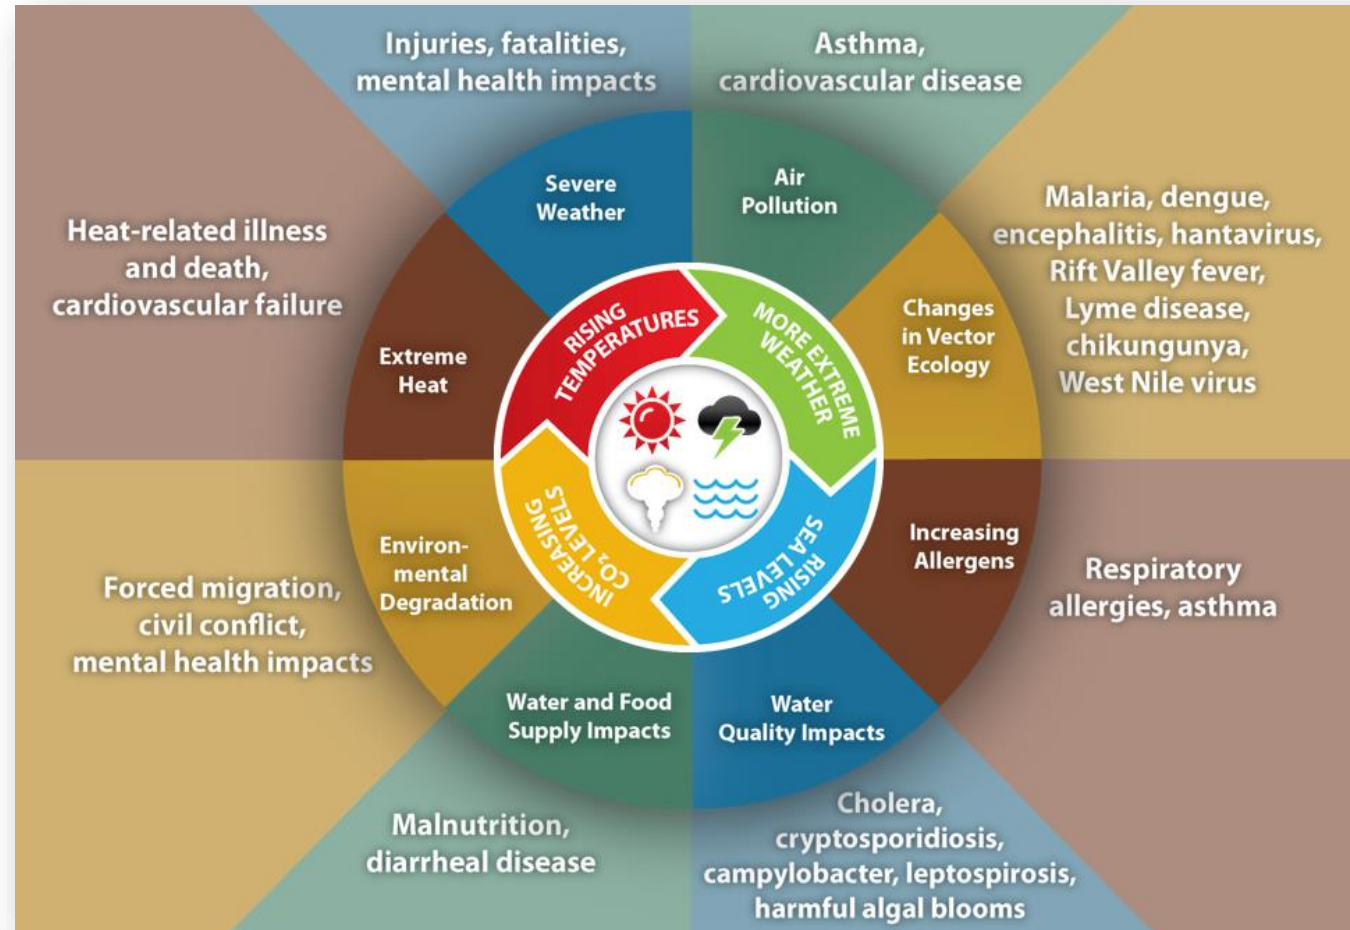 Injuries, fatalities,
mental health impacts
Asthma,
cardiovascular disease
Severe
Weather
Air
Pollution
Heat-related illness
and death,
cardiovascular failure
Malaria, dengue,
encephalitis, hantavirus,
Rift Valley fever,
Lyme disease,
chikungunya,
West Nile virus
Extreme
Heat
Changes
in Vector
Ecology
RISING
TEMPERATURES
MORE EXTREME
WEATHER
INCREASING
CO₂ LEVELS
RISING
SEA LEVELS
Environ-
mental
Degradation
Increasing
Allergens
Forced migration,
civil conflict,
mental health impacts
Respiratory
allergies, asthma
Water and Food
Supply Impacts
Water
Quality Impacts
Malnutrition,
diarrheal disease
Cholera,
cryptosporidiosis,
campylobacter, leptospirosis,
harmful algal blooms